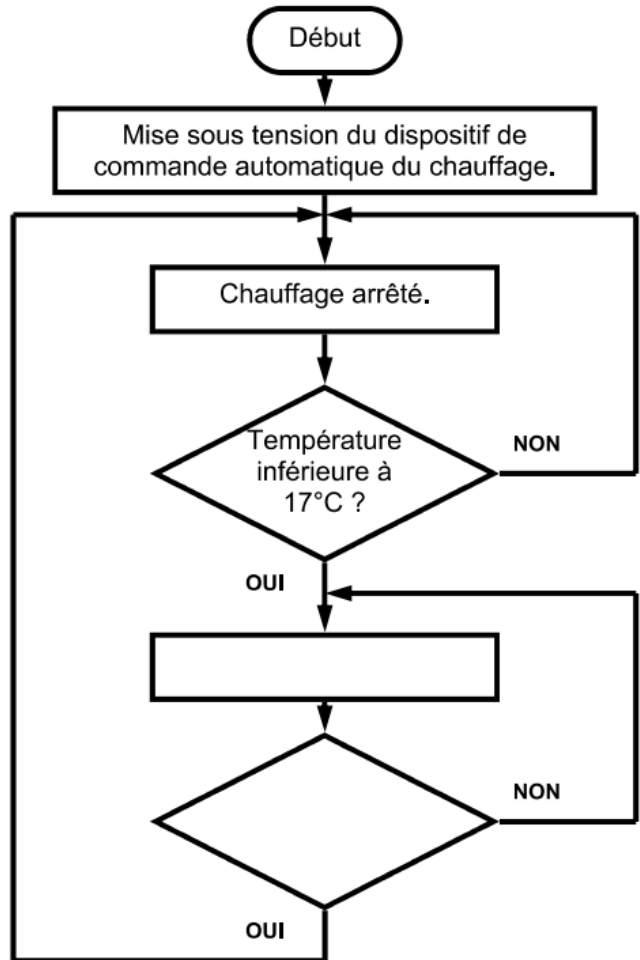 Début
Mise sous tension du dispositif de
commande automatique du chauffage.
Chauffage arrêté.
Température
inférieure à
17°C ?
NON
OUI
NON
OUI